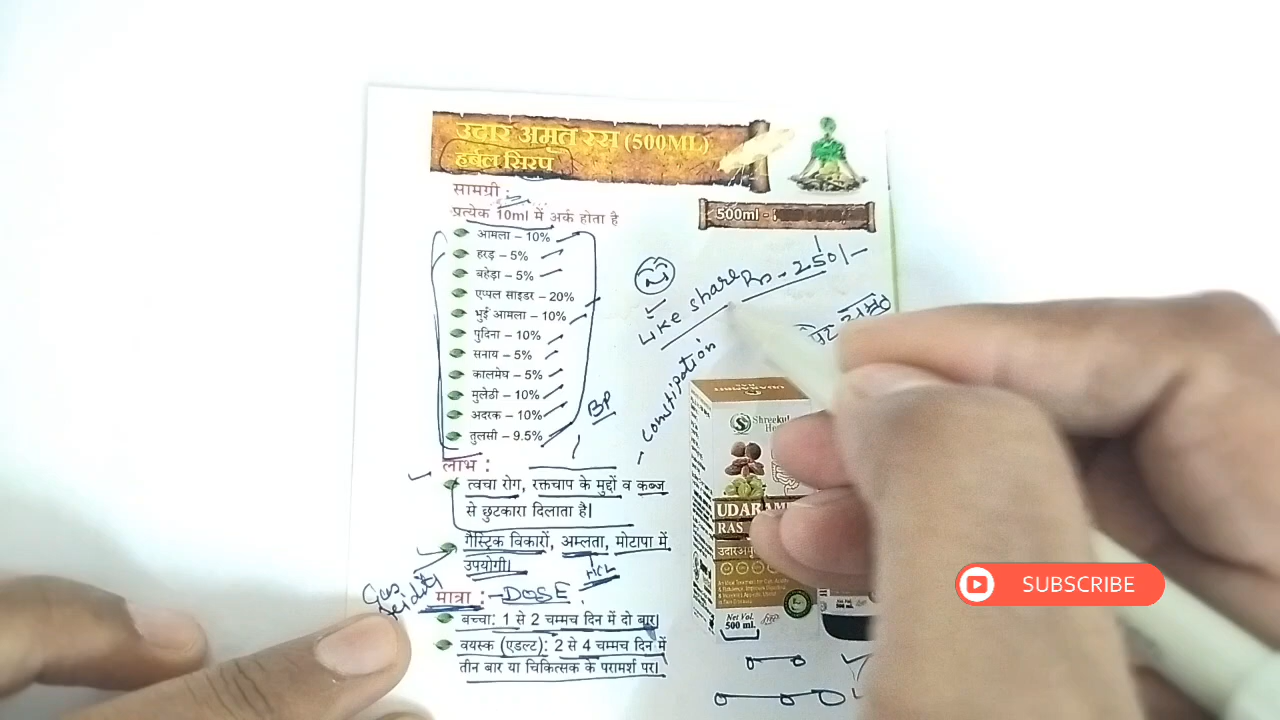 उदार अमृत रस (500ML)
हर्बल सिरप
सामग्री :
प्रत्येक 10ml में अर्क होता है
500ml -
आमला – 10%
हरड़ – 5%
बहेड़ा – 5%
एप्पल साइडर – 20%
भुई आमला – 10%
पुदिना – 10%
सनाय – 5%
कालमेघ – 5%
मुलेठी – 10%
अदरक – 10%
तुलसी – 9.5%
Like share
Rs - 250/-
पेट अमृत
constipation
BP
लाभ :
त्वचा रोग, रक्तचाप के मुद्दों व कब्ज
से छुटकारा दिलाता है।
गैस्ट्रिक विकारों, अम्लता, मोटापा में
उपयोगी।
HCL
Gas
Acidity
मात्रा :- DOSE
बच्चा: 1 से 2 चम्मच दिन में दो बार।
वयस्क (एडल्ट): 2 से 4 चम्मच दिन में
तीन बार या चिकित्सक के परामर्श पर।
Shreekul
UDARAM
RAS
Net Vol.
500 ml.
SUBSCRIBE